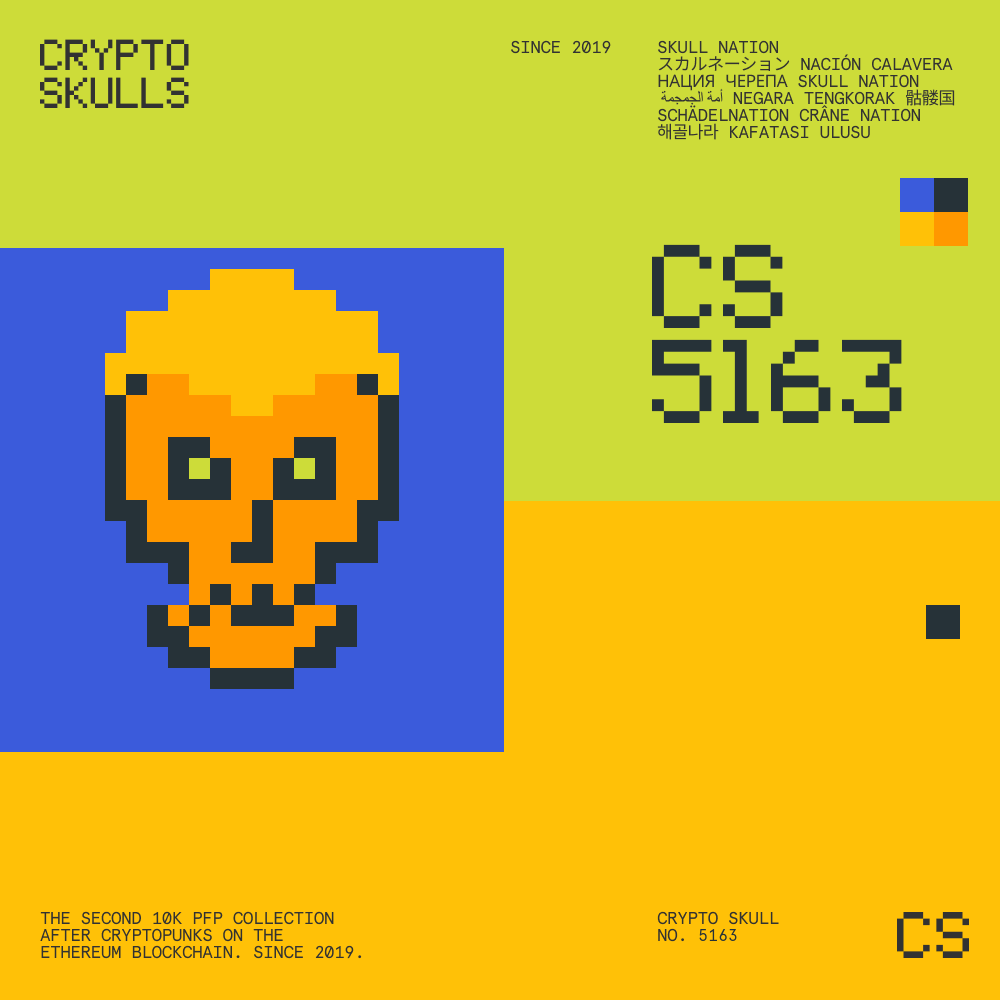 CRYPTO
SKULLS
SINCE 2019
SKULL NATION
スカルネーション NACIÓN CALAVERA
НАЦИЯ ЧЕРЕПА SKULL NATION
أمة الجمجمة NEGARA TENGKORAK 骷髅国
SCHÄDELNATION CRÂNE NATION
해골나라 KAFATASI ULUSU
CS
5163
THE SECOND 10K PFP COLLECTION
AFTER CRYPTOPUNKS ON THE
ETHEREUM BLOCKCHAIN. SINCE 2019.
CRYPTO SKULL
NO. 5163
CS